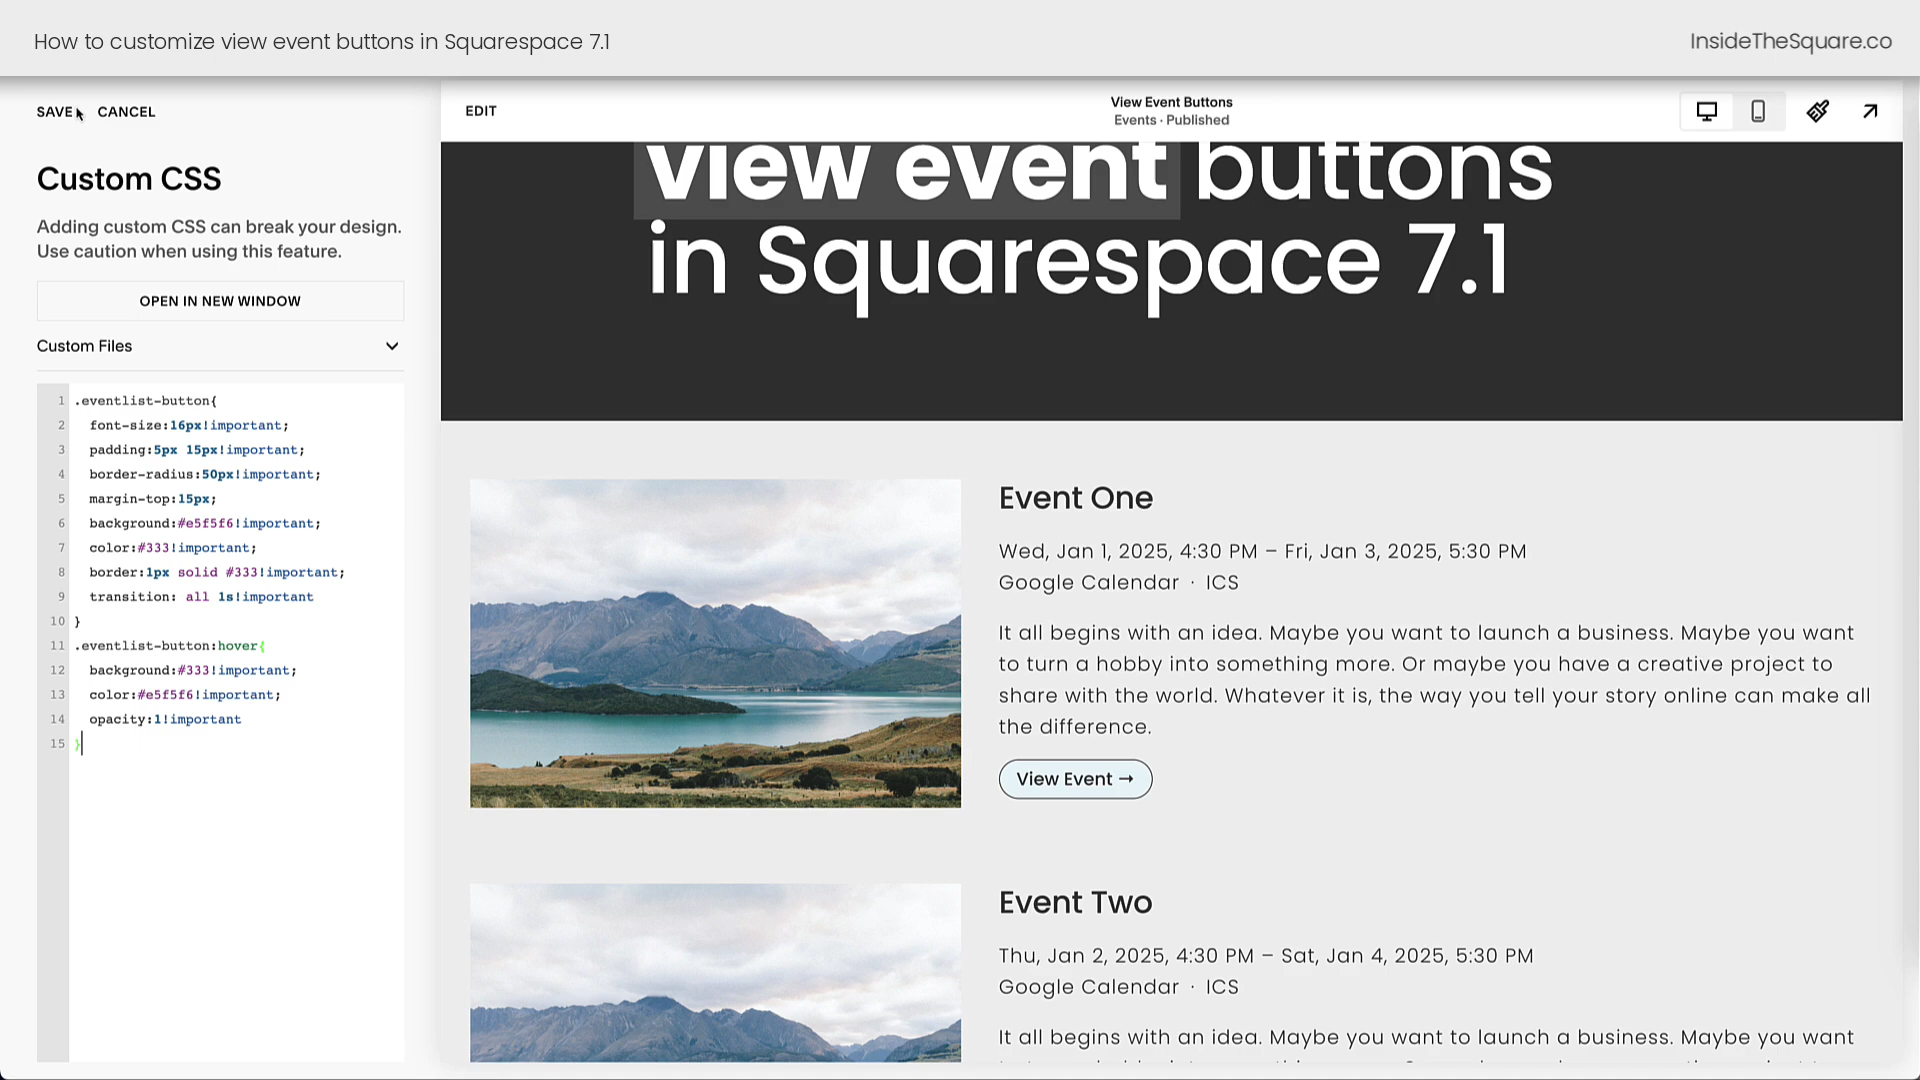 How to customize view event buttons in Squarespace 7.1
InsideTheSquare.co
SAVE CANCEL
Custom CSS
Adding custom CSS can break your design.
Use caution when using this feature.
OPEN IN NEW WINDOW
Custom Files
1 .eventlist-button{
2 font-size:16px!important;
3 padding:5px 15px!important;
4 border-radius:50px!important;
5 margin-top:15px;
6 background:#e5f5f6!important;
7 color:#333!important;
8 border:1px solid #333!important;
9 transition: all 1s!important
10 }
11 .eventlist-button:hover{
12 background:#333!important;
13 color:#e5f5f6!important;
14 opacity:1!important
15 }
EDIT
View Event Buttons
Events · Published
view event buttons
in Squarespace 7.1
Event One
Wed, Jan 1, 2025, 4:30 PM – Fri, Jan 3, 2025, 5:30 PM
Google Calendar · ICS
It all begins with an idea. Maybe you want to launch a business. Maybe you want
to turn a hobby into something more. Or maybe you have a creative project to
share with the world. Whatever it is, the way you tell your story online can make all
the difference.
View Event →
Event Two
Thu, Jan 2, 2025, 4:30 PM – Sat, Jan 4, 2025, 5:30 PM
Google Calendar · ICS
It all begins with an idea. Maybe you want to launch a business. Maybe you want